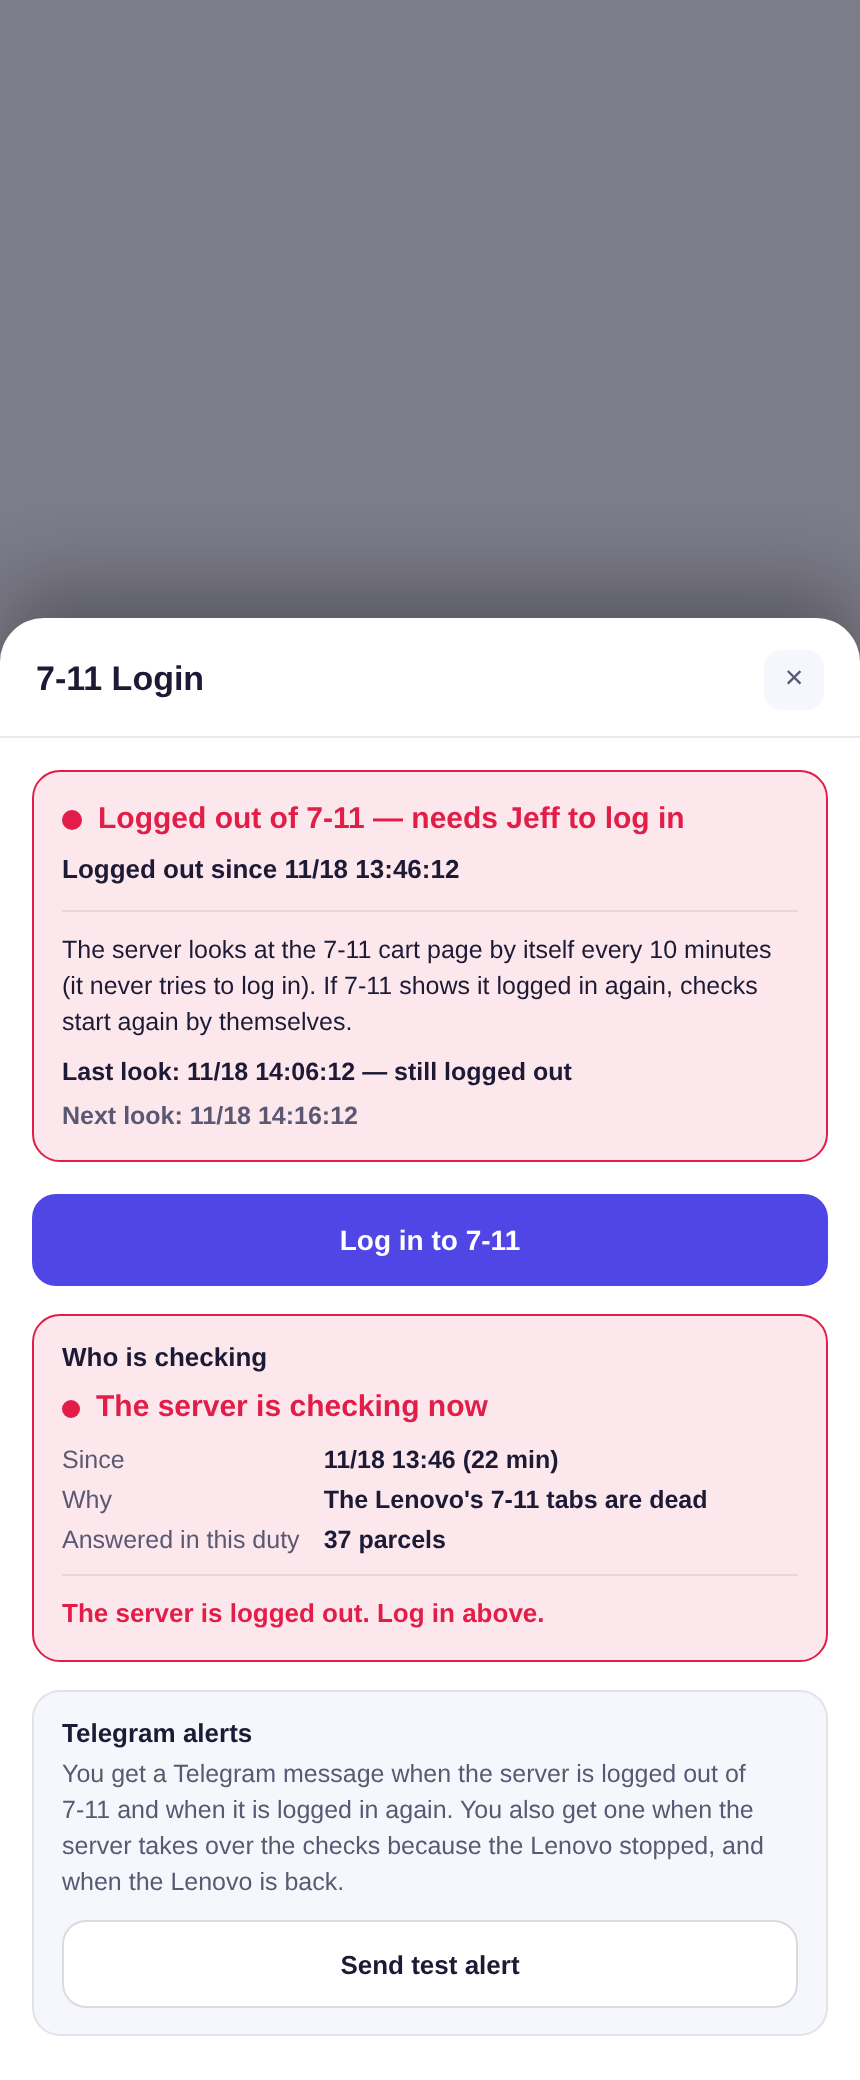 7-11 Login
✕
Logged out of 7-11 — needs Jeff to log in
Logged out since 11/18 13:46:12
The server looks at the 7-11 cart page by itself every 10 minutes
(it never tries to log in). If 7-11 shows it logged in again, checks
start again by themselves.
Last look: 11/18 14:06:12 — still logged out
Next look: 11/18 14:16:12
Log in to 7-11
Who is checking
The server is checking now
Since 11/18 13:46 (22 min)
Why The Lenovo's 7-11 tabs are dead
Answered in this duty 37 parcels
The server is logged out. Log in above.
Telegram alerts
You get a Telegram message when the server is logged out of
7-11 and when it is logged in again. You also get one when the
server takes over the checks because the Lenovo stopped, and
when the Lenovo is back.
Send test alert